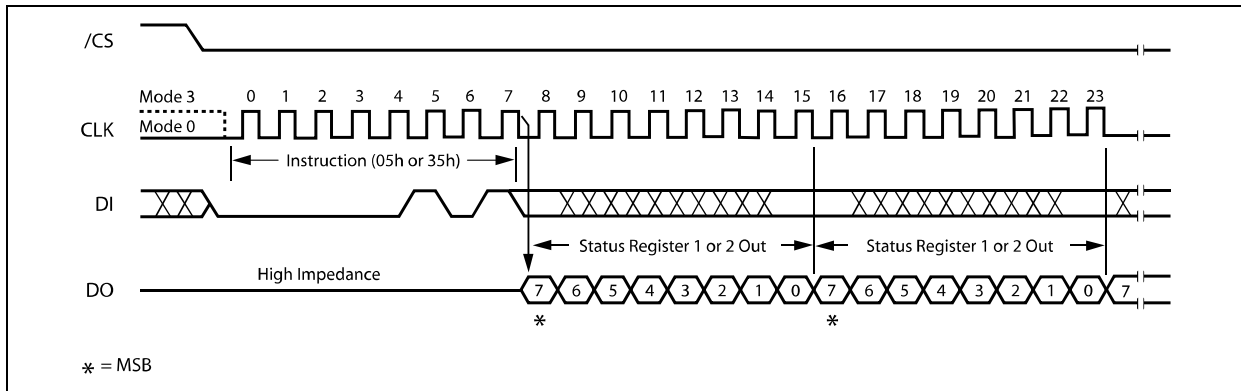 /CS
Mode 3
0 1 2 3 4 5 6 7 8 9 10 11 12 13 14 15 16 17 18 19 20 21 22 23
CLK
Mode 0
Instruction (05h or 35h)
DI
Status Register 1 or 2 Out Status Register 1 or 2 Out
High Impedance
DO
7 6 5 4 3 2 1 0 7 6 5 4 3 2 1 0 7
* *
* = MSB